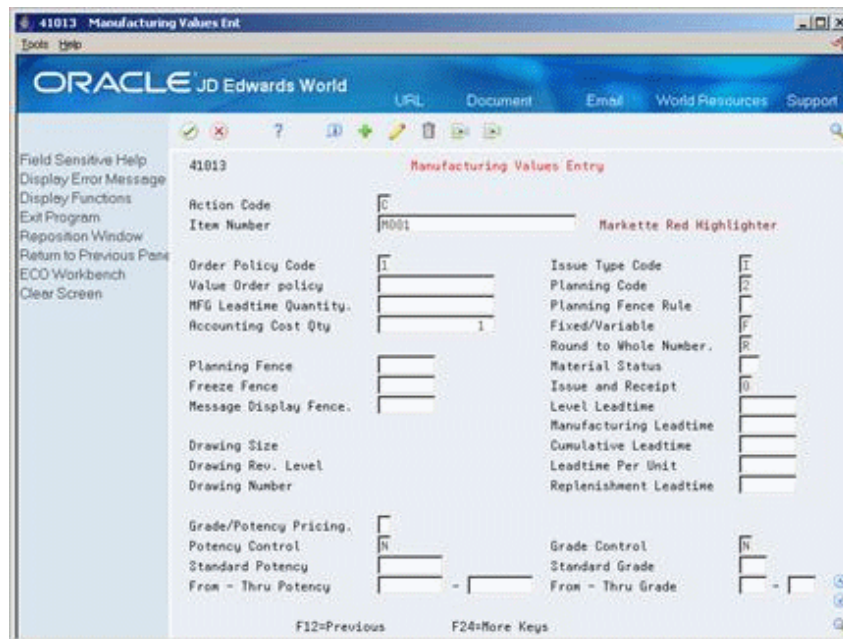 41013 Manufacturing Values Ent
Tools Help
ORACLE JD Edwards World
URL Document Email World Resources Support
Field Sensitive Help
Display Error Message
Display Functions
Exit Program
Reposition Window
Return to Previous Pane
ECO Workbench
Clear Screen
41013 Manufacturing Values Entry
Action Code C
Item Number M001 Markette Red Highlighter
Order Policy Code 1 Issue Type Code I
Value Order policy Planning Code 2
MFG Leadtime Quantity. Planning Fence Rule
Accounting Cost Qty 1 Fixed/Variable F
Round to Whole Number. R
Planning Fence Material Status
Freeze Fence Issue and Receipt 0
Message Display Fence. Level Leadtime
Manufacturing Leadtime
Drawing Size Cumulative Leadtime
Drawing Rev. Level Leadtime Per Unit
Drawing Number Replenishment Leadtime
Grade/Potency Pricing.
Potency Control N Grade Control N
Standard Potency Standard Grade
From - Thru Potency - From - Thru Grade -
F12=Previous F24=More Keys